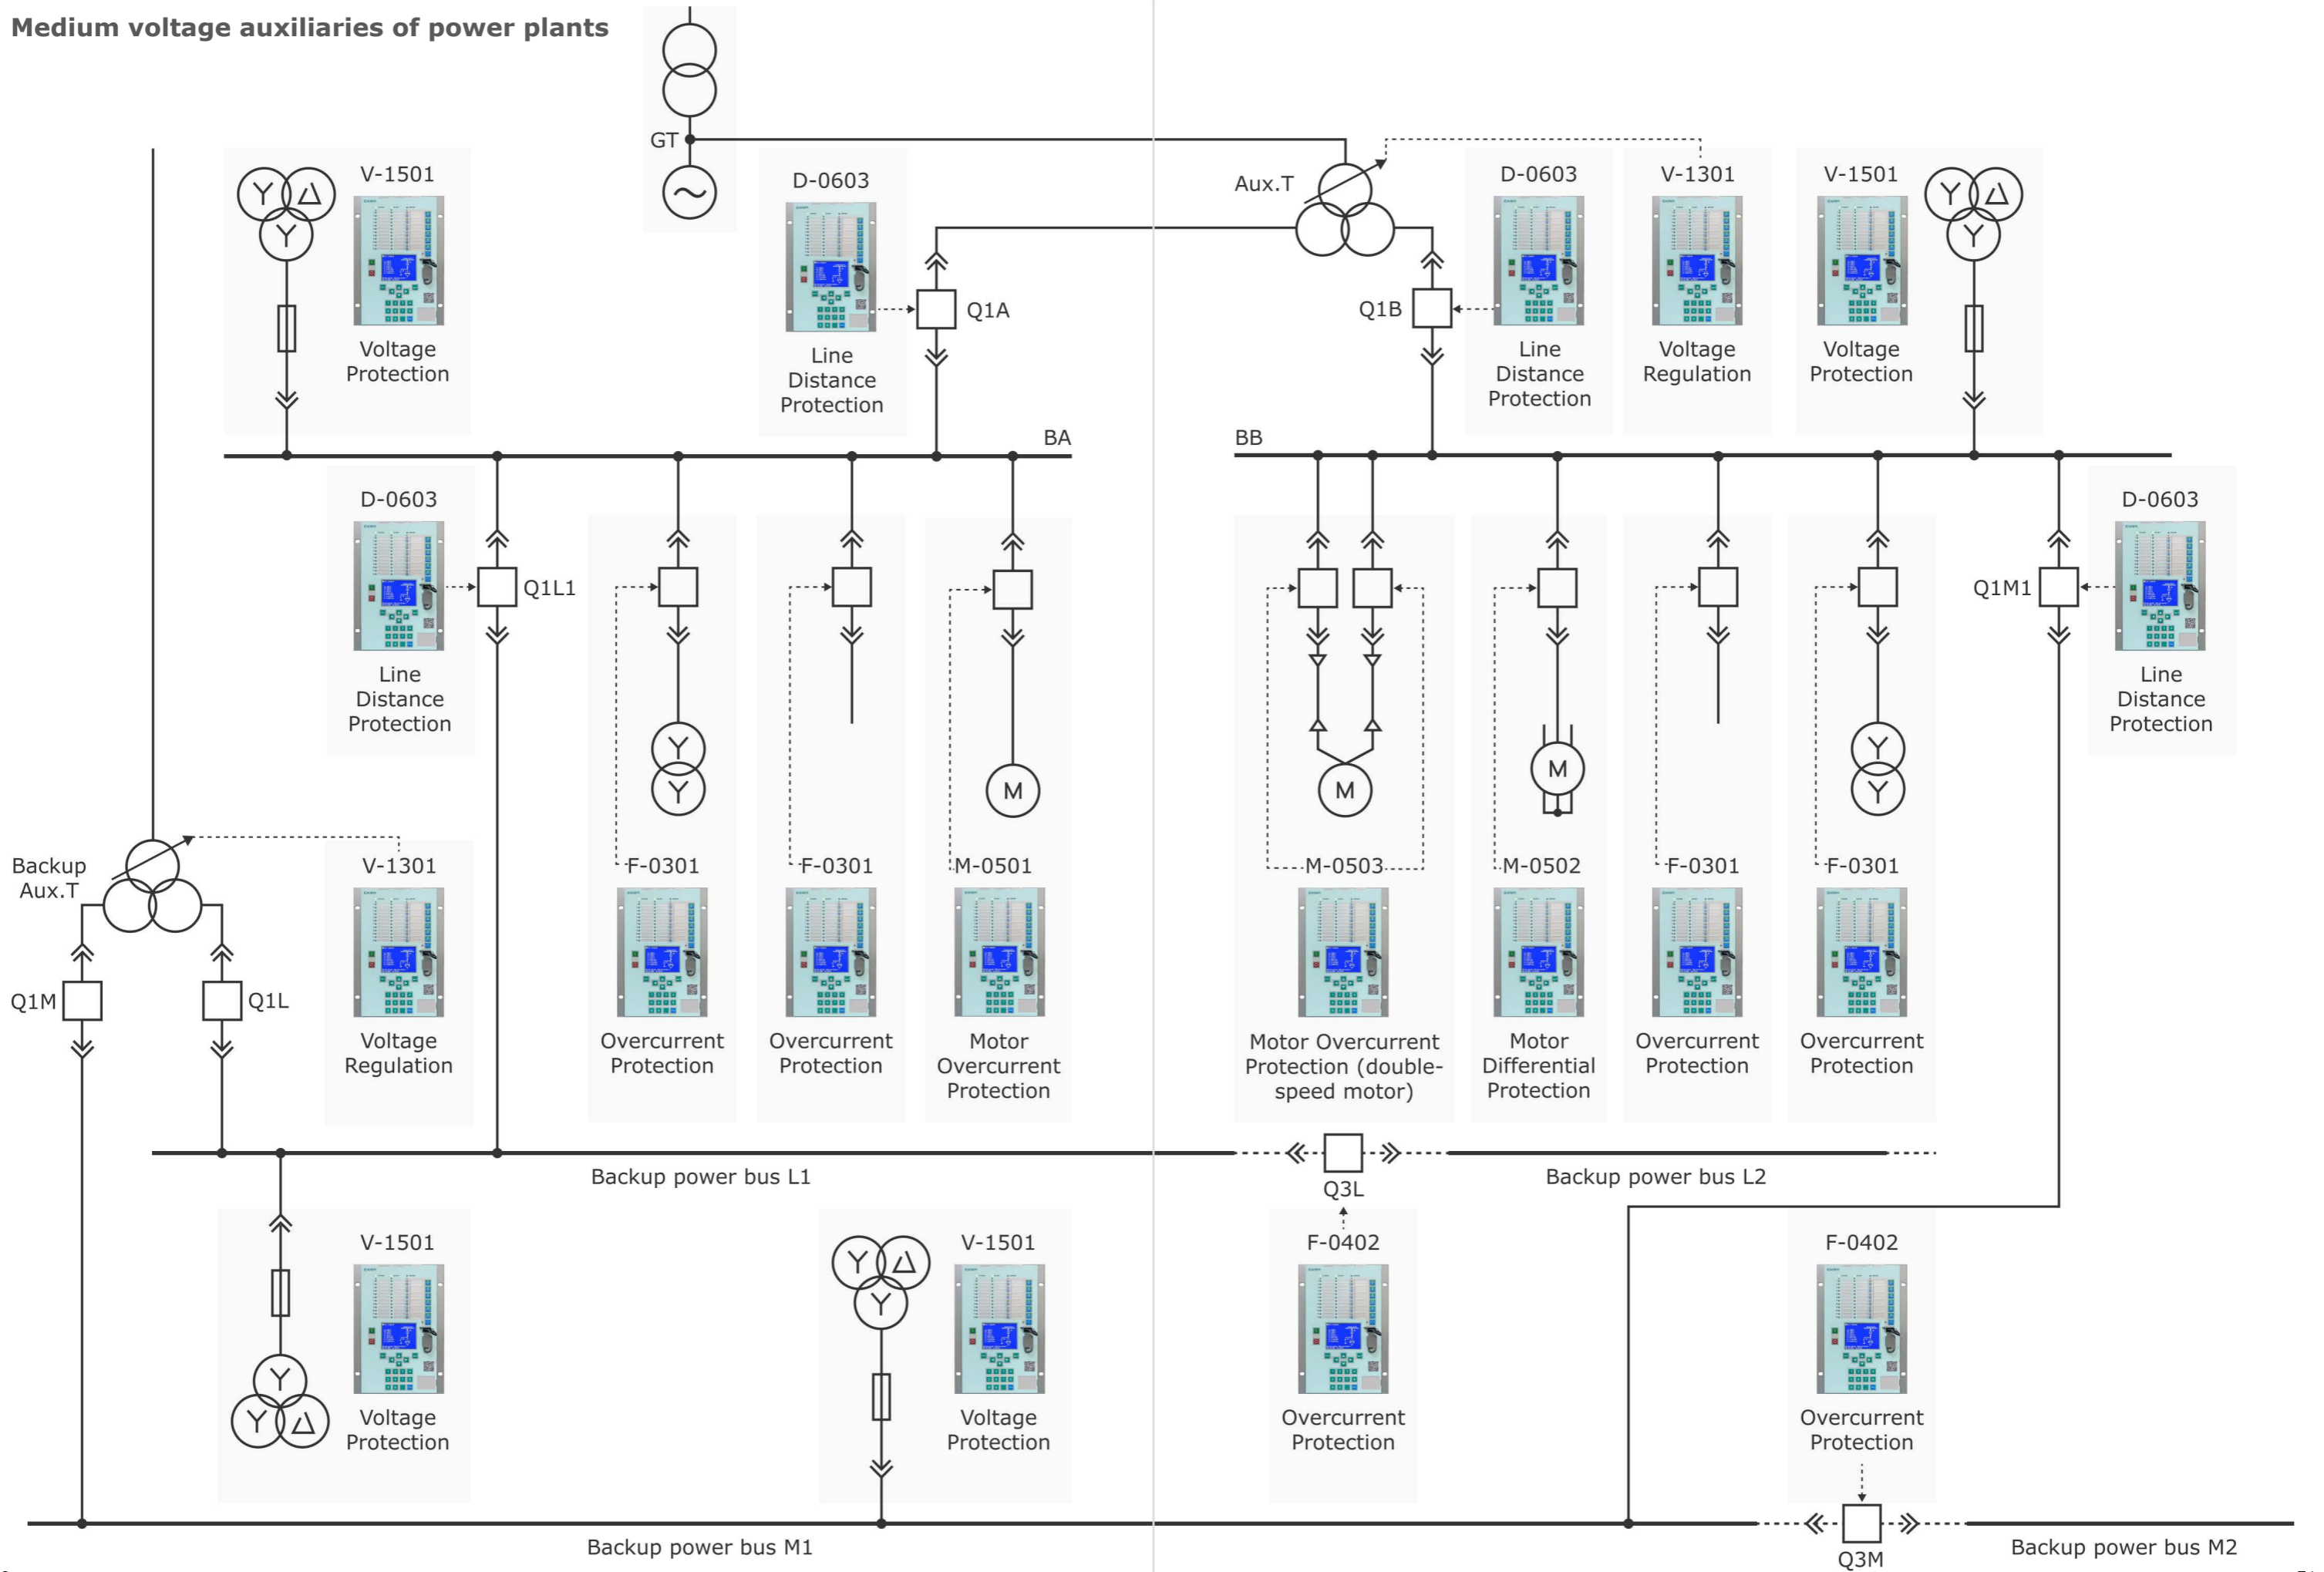 Medium voltage auxiliaries of power plants
GT
V-1501
Voltage
Protection
D-0603
Line
Distance
Protection
Q1A
Aux.T
Q1B
D-0603
Line
Distance
Protection
V-1301
Voltage
Regulation
V-1501
Voltage
Protection
Y
Y
Y
Y
BA
BB
D-0603
Line
Distance
Protection
Q1L1
Y
Y
M
M
M
Y
Y
Q1M1
D-0603
Line
Distance
Protection
Backup
Aux.T
V-1301
Voltage
Regulation
Q1M
Q1L
F-0301
Overcurrent
Protection
F-0301
Overcurrent
Protection
M-0501
Motor
Overcurrent
Protection
M-0503
Motor Overcurrent
Protection (double-
speed motor)
M-0502
Motor
Differential
Protection
F-0301
Overcurrent
Protection
F-0301
Overcurrent
Protection
Backup power bus L1
Q3L
Backup power bus L2
V-1501
Voltage
Protection
Y
Y
Y
Y
V-1501
Voltage
Protection
F-0402
Overcurrent
Protection
F-0402
Overcurrent
Protection
Backup power bus M1
Q3M
Backup power bus M2